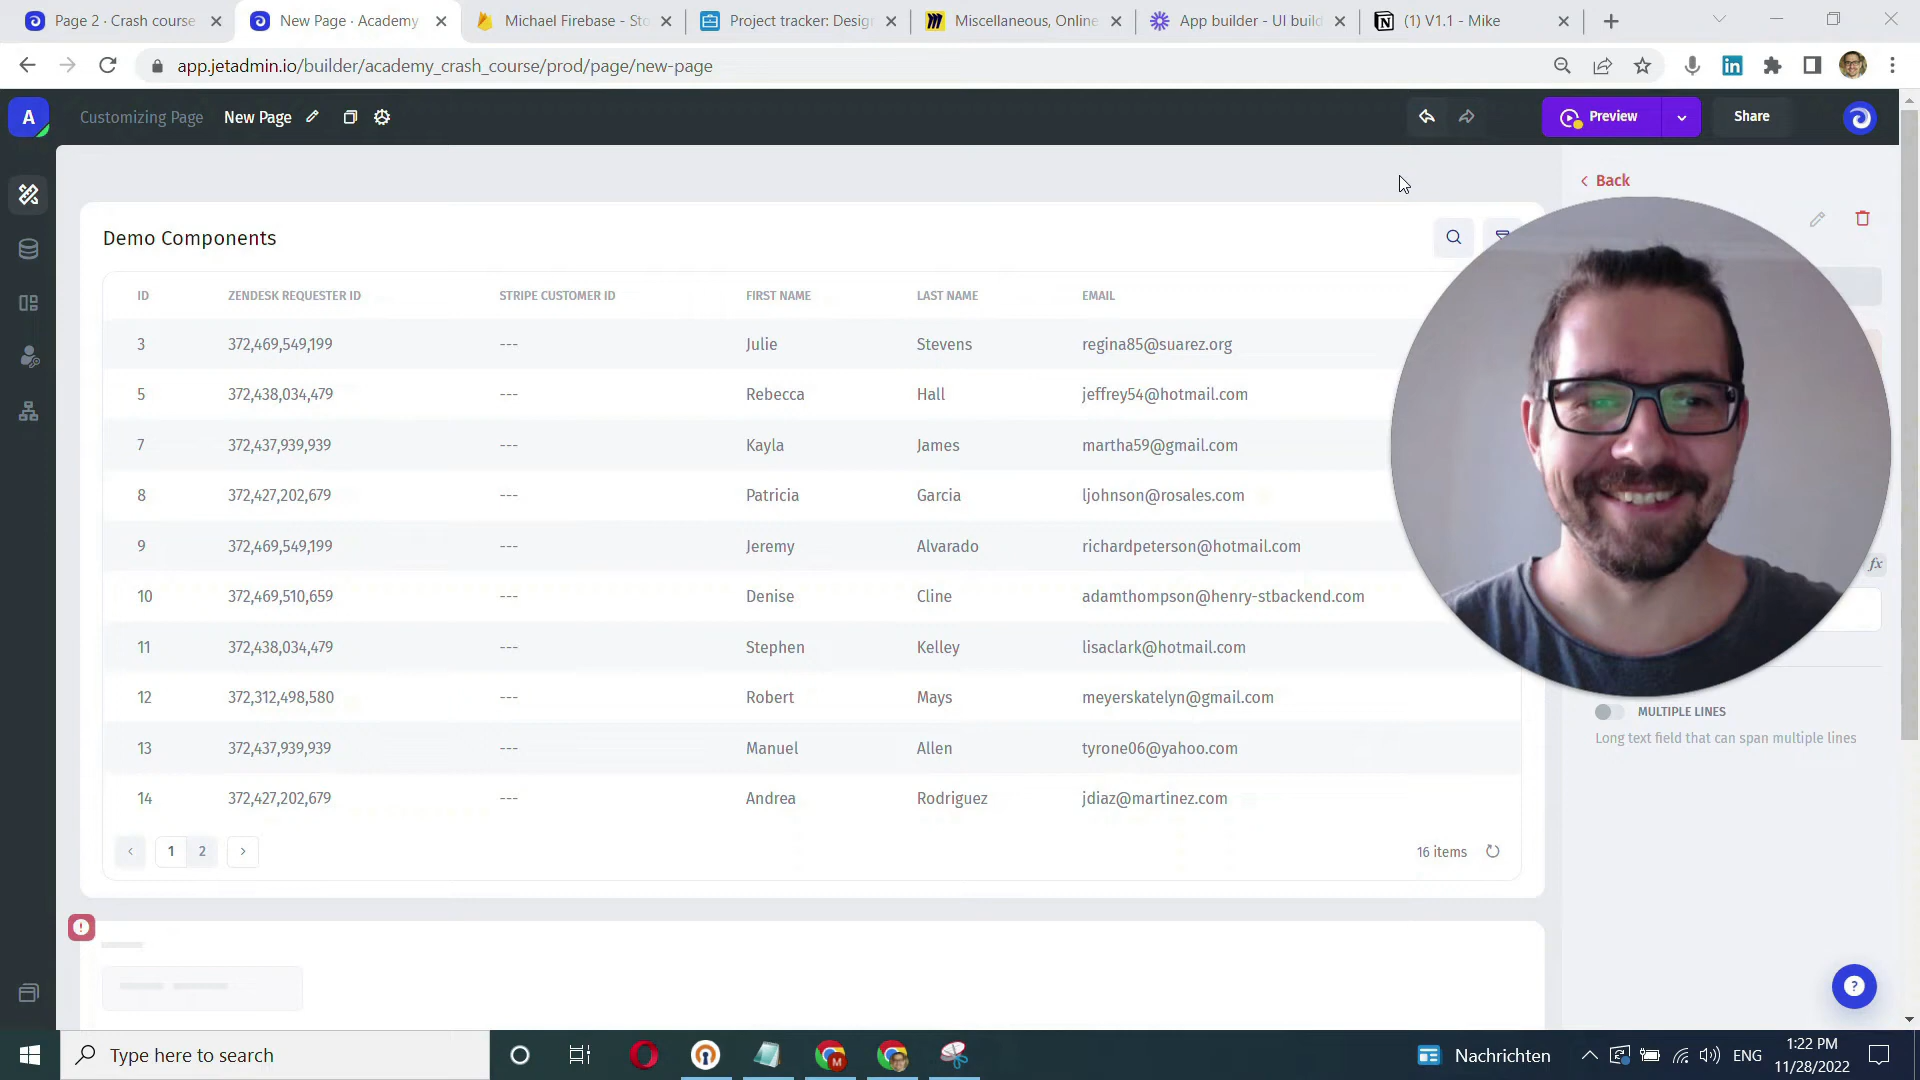 Page 2 · Crash course
New Page · Academy
Michael Firebase - Sto
Project tracker: Design
Miscellaneous, Online
App builder - UI build
(1) V1.1 - Mike
app.jetadmin.io/builder/academy_crash_course/prod/page/new-page
A
Customizing Page
New Page
Preview
Share
Back
Demo Components
ID ZENDESK REQUESTER ID STRIPE CUSTOMER ID FIRST NAME LAST NAME EMAIL
3 372,469,549,199 --- Julie Stevens regina85@suarez.org
5 372,438,034,479 --- Rebecca Hall jeffrey54@hotmail.com
7 372,437,939,939 --- Kayla James martha59@gmail.com
8 372,427,202,679 --- Patricia Garcia ljohnson@rosales.com
9 372,469,549,199 --- Jeremy Alvarado richardpeterson@hotmail.com
fx
10 372,469,510,659 --- Denise Cline adamthompson@henry-stbackend.com
11 372,438,034,479 --- Stephen Kelley lisaclark@hotmail.com
12 372,312,498,580 --- Robert Mays meyerskatelyn@gmail.com
MULTIPLE LINES
Long text field that can span multiple lines
13 372,437,939,939 --- Manuel Allen tyrone06@yahoo.com
14 372,427,202,679 --- Andrea Rodriguez jdiaz@martinez.com
1 2
16 items
Type here to search
Nachrichten
ENG
1:22 PM
11/28/2022